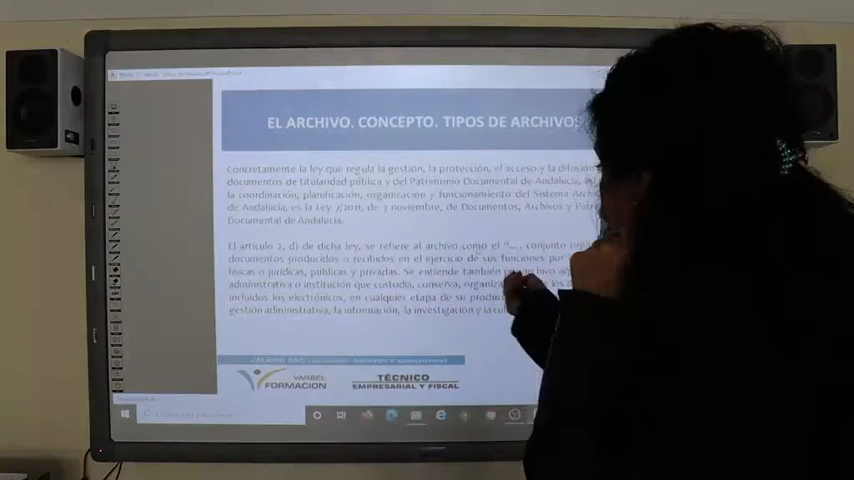 EL ARCHIVO. CONCEPTO. TIPOS DE ARCHIVOS
Concretamente la ley que regula la gestión, la protección, el acceso y la difusión
documentos de titularidad pública y del Patrimonio Documental de Andalucía, así
la coordinación, planificación, organización y funcionamiento del Sistema
de Andalucía, es la Ley 7/2011, de 3 noviembre, de Documentos, Archivos y
Documental de Andalucía.
El artículo 2, d) de dicha ley, se refiere al archivo como el "... conjunto
documentos producidos o recibidos en el ejercicio de sus funciones por
físicas o jurídicas, públicas y privadas. Se entiende también por archivo
administrativa o institución que custodia, conserva, organiza
incluidos los electrónicos, en cualquier etapa de su
gestión administrativa, la información, la investigación y la
VARBEL
FORMACIÓN
TÉCNICO
EMPRESARIAL Y FISCAL